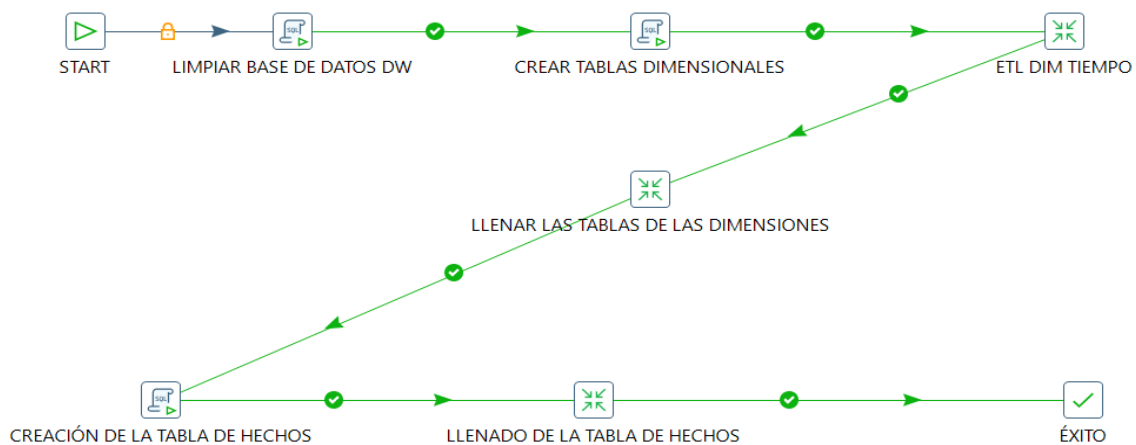 START
LIMPIAR BASE DE DATOS DW
CREAR TABLAS DIMENSIONALES
ETL DIM TIEMPO
LLENAR LAS TABLAS DE LAS DIMENSIONES
CREACIÓN DE LA TABLA DE HECHOS
LLENADO DE LA TABLA DE HECHOS
ÉXITO